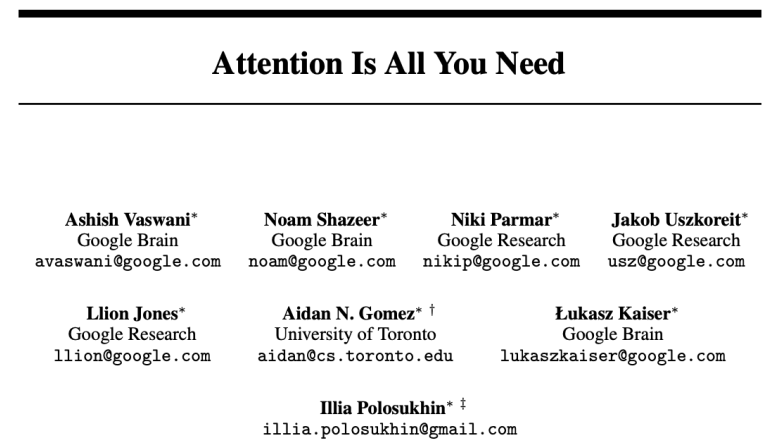 Attention Is All You Need
Ashish Vaswani* Noam Shazeer* Niki Parmar* Jakob Uszkoreit*
Google Brain Google Brain Google Research Google Research
avaswani@google.com noam@google.com nikip@google.com usz@google.com
Llion Jones* Aidan N. Gomez* † Łukasz Kaiser*
Google Research University of Toronto Google Brain
llion@google.com aidan@cs.toronto.edu lukaszkaiser@google.com
Illia Polosukhin* ‡
illia.polosukhin@gmail.com